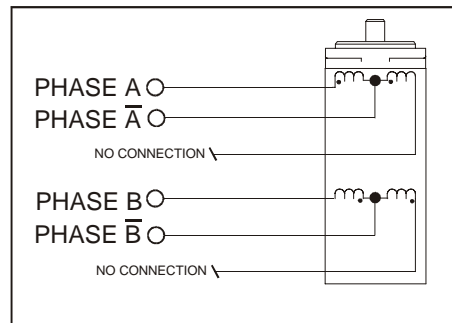 PHASE A
PHASE A̅
NO CONNECTION
PHASE B
PHASE B̅
NO CONNECTION